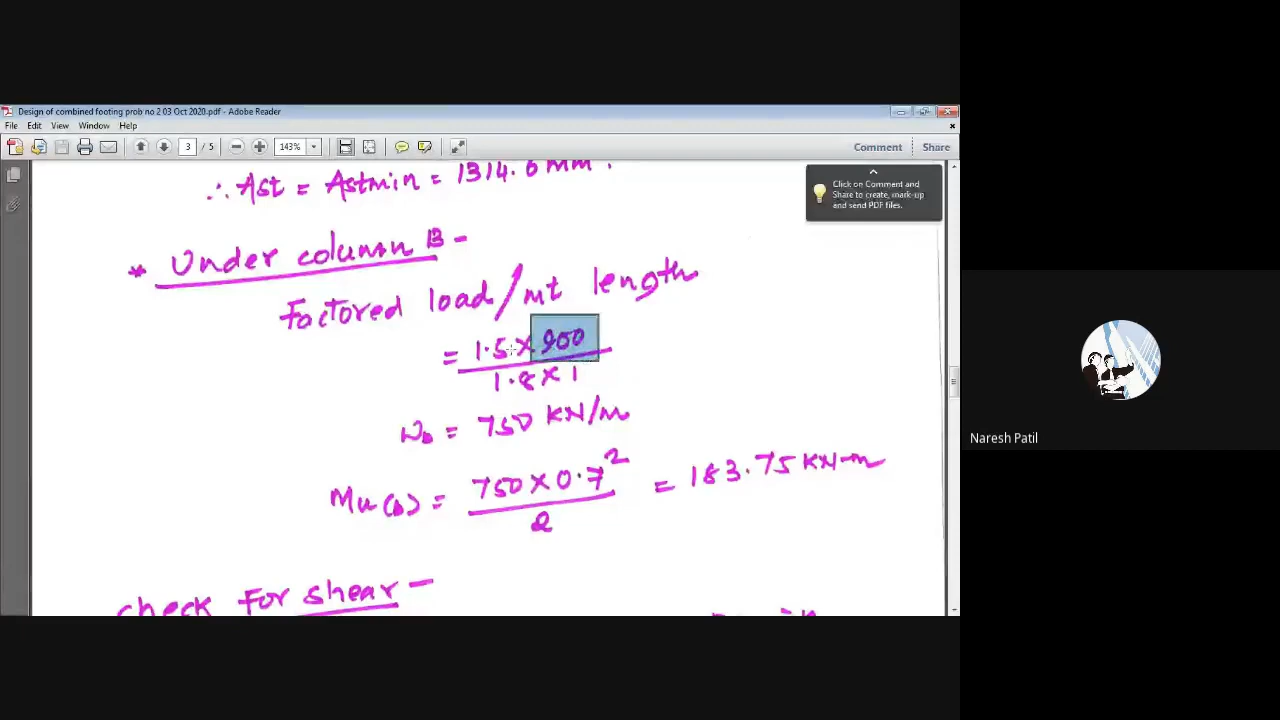 Design of combined footing prob no 2 03 Oct 2020.pdf - Adobe Reader
File Edit View Window Help
3 / 5 143% Comment Share
∴ Ast = Astmin = 1314.6 mm.
Click on Comment and
Share to create, mark-up
and send PDF files.
* Under column B -
Factored load/mt length
= 1.5 × 900
1.8 × 1
Wb = 750 KN/m
Mu(b) = 750 × 0.7² = 183.75 KN-m
2
Check For shear -
Naresh Patil